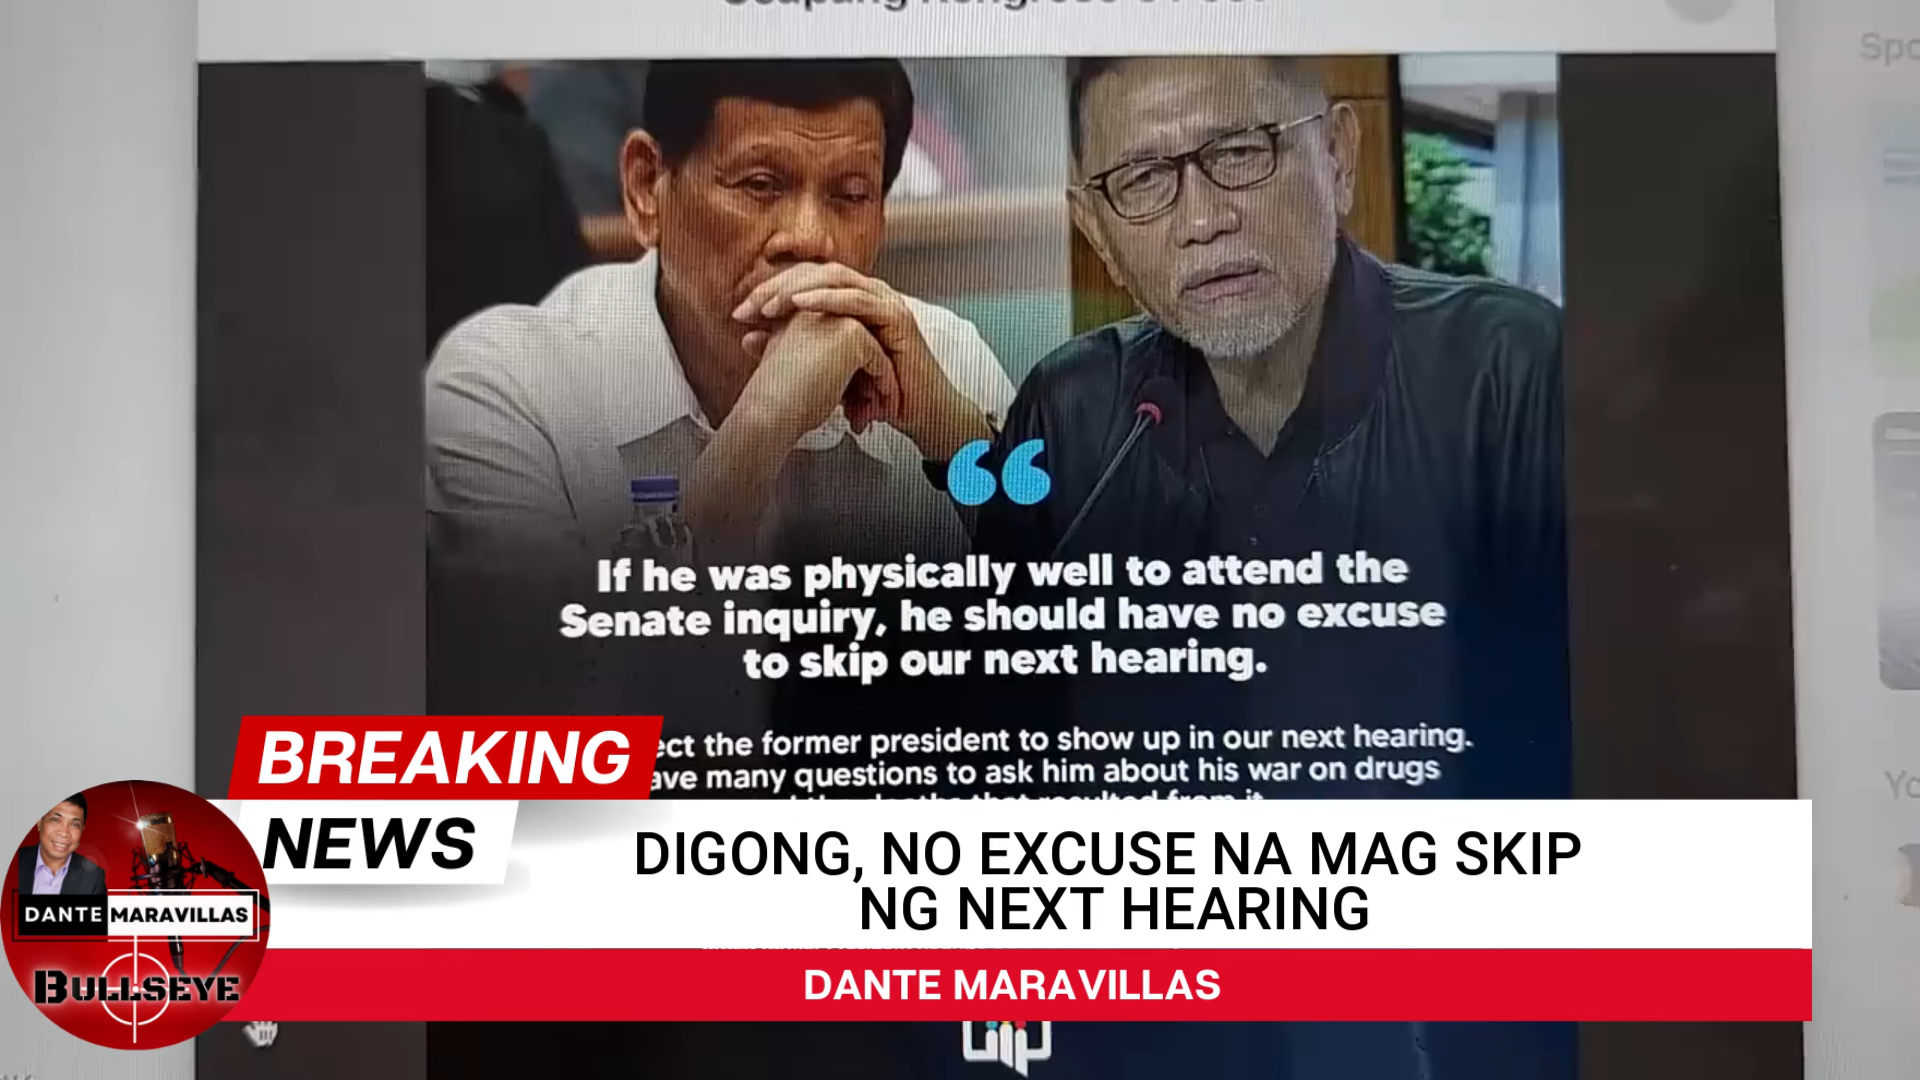 If he was physically well to attend the
Senate inquiry, he should have no excuse
to skip our next hearing.
the former president to show up in our next hearing.
many questions to ask him about his war on drugs
BREAKING
NEWS
DIGONG, NO EXCUSE NA MAG SKIP
NG NEXT HEARING
DANTE MARAVILLAS
BULLSEYE
DANTE MARAVILLAS